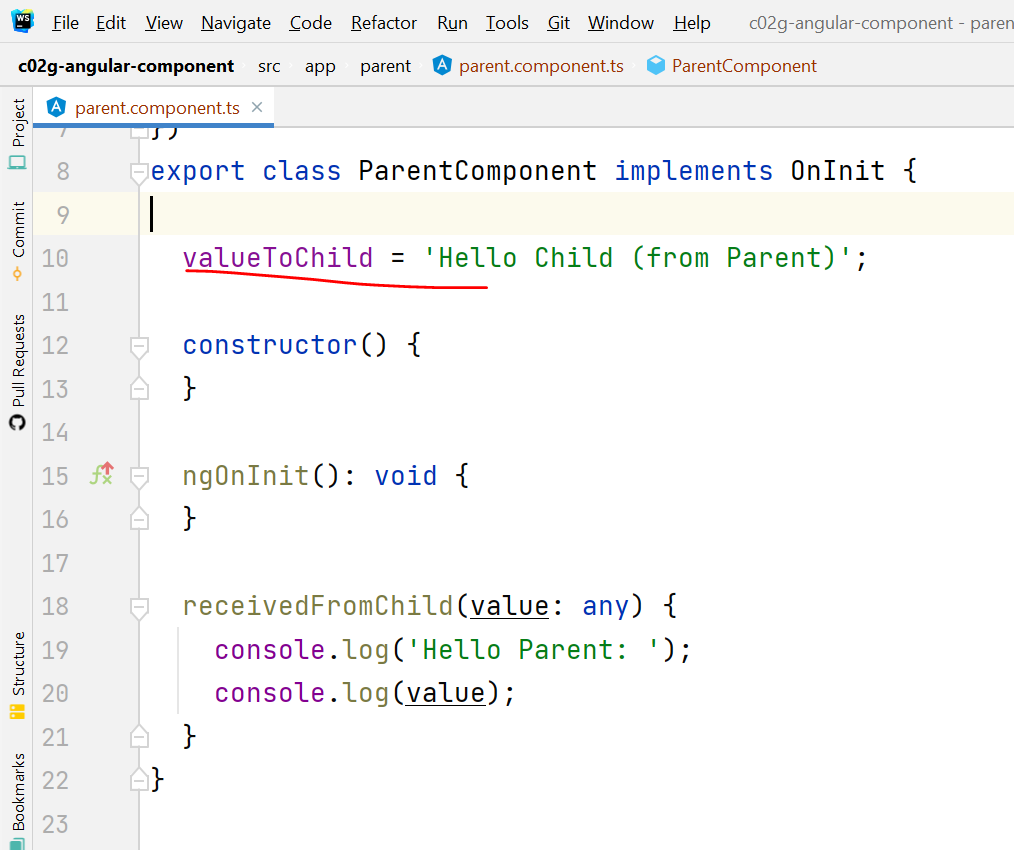 WS File Edit View Navigate Code Refactor Run Tools Git Window Help c02g-angular-component - paren
c02g-angular-component src app parent parent.component.ts ParentComponent
parent.component.ts
Project
Commit
Pull Requests
Structure
Bookmarks
7 })
8 export class ParentComponent implements OnInit {
9
10 valueToChild = 'Hello Child (from Parent)';
11
12 constructor() {
13 }
14
15 ngOnInit(): void {
16 }
17
18 receivedFromChild(value: any) {
19 console.log('Hello Parent: ');
20 console.log(value);
21 }
22 }
23